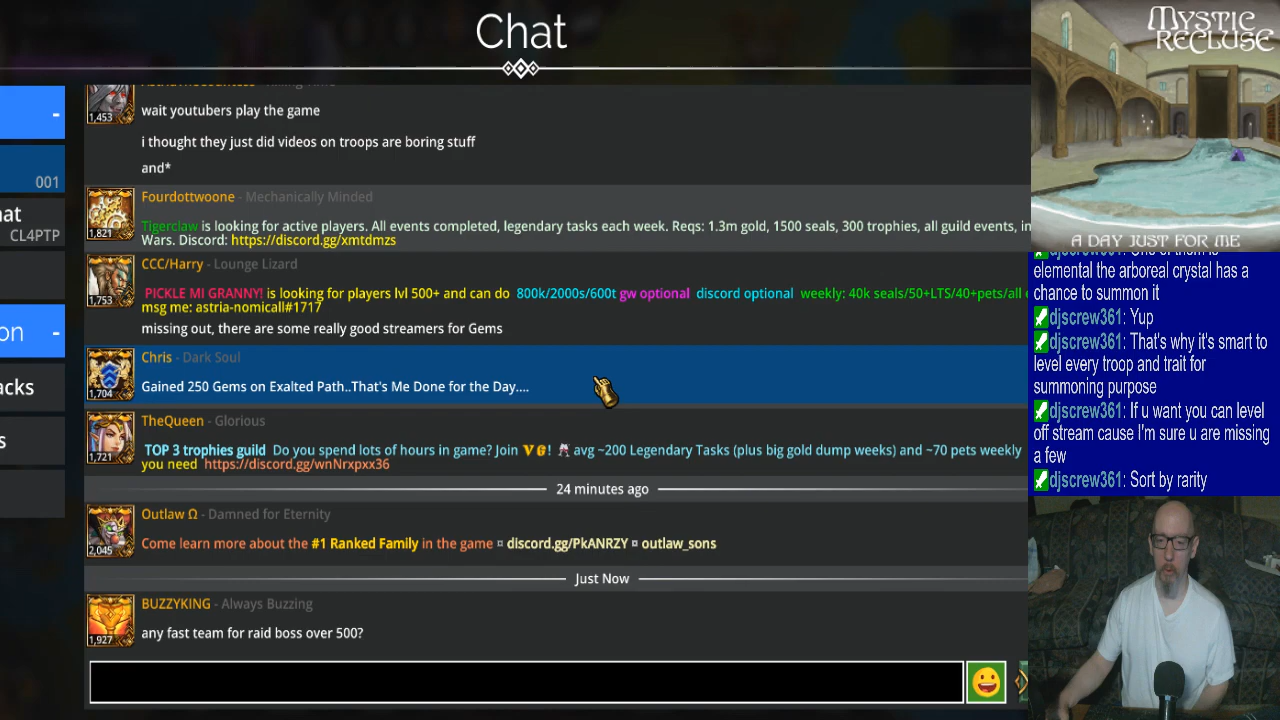 Chat
- Killing Time
1,453
wait youtubers play the game
i thought they just did videos on troops are boring stuff
and*
001
at
CL4PTP
on -
acks
s
Fourdottwoone - Mechanically Minded
1,821
Tigerclaw is looking for active players. All events completed, legendary tasks each week. Reqs: 1.3m gold, 1500 seals, 300 trophies, all guild events, in
Wars. Discord: https://discord.gg/xmtdmzs
CCC/Harry - Lounge Lizard
1,753
PICKLE MI GRANNY! is looking for players lvl 500+ and can do 800k/2000s/600t gw optional discord optional weekly: 40k seals/50+LTS/40+pets/all
msg me: astria-nomicall#1717
missing out, there are some really good streamers for Gems
Chris - Dark Soul
1,704
Gained 250 Gems on Exalted Path..That's Me Done for the Day....
TheQueen - Glorious
1,721
TOP 3 trophies guild Do you spend lots of hours in game? Join VG! avg ~200 Legendary Tasks (plus big gold dump weeks) and ~70 pets weekly
you need https://discord.gg/wnNrxpxx36
24 minutes ago
Outlaw Ω - Damned for Eternity
2,045
Come learn more about the #1 Ranked Family in the game ¤ discord.gg/PkANRZY ¤ outlaw_sons
Just Now
BUZZYKING - Always Buzzing
1,927
any fast team for raid boss over 500?
MYSTIC
RECLUSE
A DAY JUST FOR ME
elemental the arboreal crystal has a
chance to summon it
djscrew361: Yup
djscrew361: That's why it's smart to
level every troop and trait for
summoning purpose
djscrew361: If u want you can level
off stream cause I'm sure u are missing
a few
djscrew361: Sort by rarity